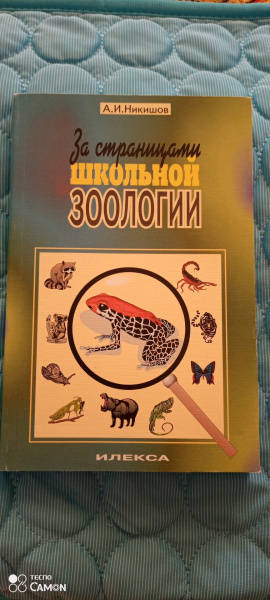 А.И.Никишов
За страницами
ШКОЛЬНОЙ
ЗООЛОГИИ
ИЛЕКСА
TECNO
CAMON